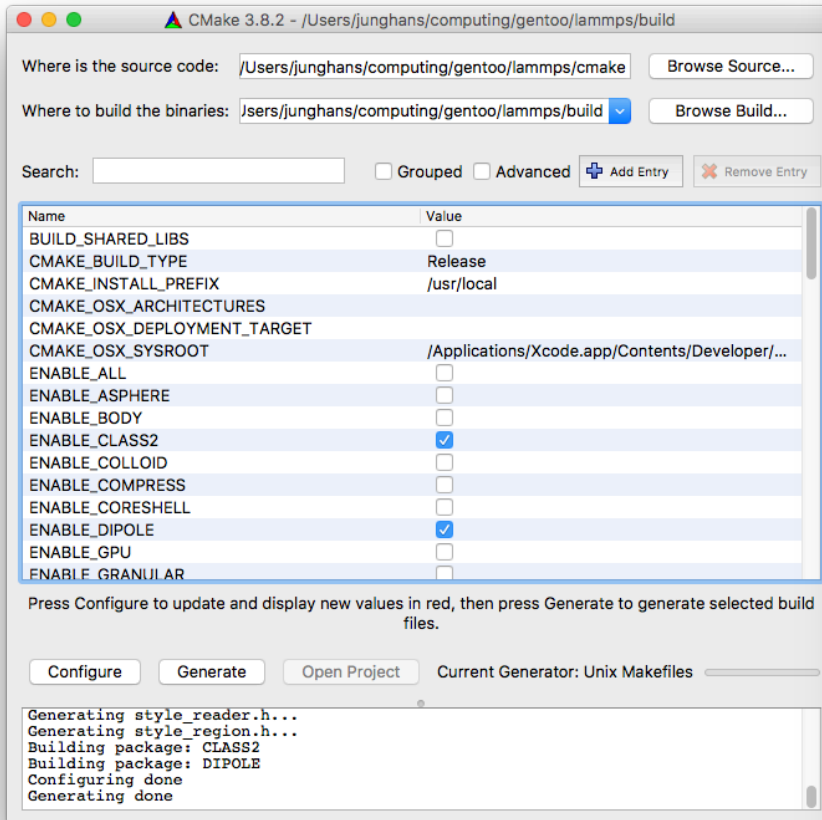 CMake 3.8.2 - /Users/junghans/computing/gentoo/lammps/build
Where is the source code: /Users/junghans/computing/gentoo/lammps/cmake Browse Source...
Where to build the binaries: Jsers/junghans/computing/gentoo/lammps/build Browse Build...
Search: Grouped Advanced Add Entry Remove Entry
Name Value
BUILD_SHARED_LIBS
CMAKE_BUILD_TYPE Release
CMAKE_INSTALL_PREFIX /usr/local
CMAKE_OSX_ARCHITECTURES
CMAKE_OSX_DEPLOYMENT_TARGET
CMAKE_OSX_SYSROOT /Applications/Xcode.app/Contents/Developer/...
ENABLE_ALL
ENABLE_ASPHERE
ENABLE_BODY
ENABLE_CLASS2
ENABLE_COLLOID
ENABLE_COMPRESS
ENABLE_CORESHELL
ENABLE_DIPOLE
ENABLE_GPU
ENABLE_GRANULAR
Press Configure to update and display new values in red, then press Generate to generate selected build
files.
Configure Generate Open Project Current Generator: Unix Makefiles
Generating style_reader.h...
Generating style_region.h...
Building package: CLASS2
Building package: DIPOLE
Configuring done
Generating done